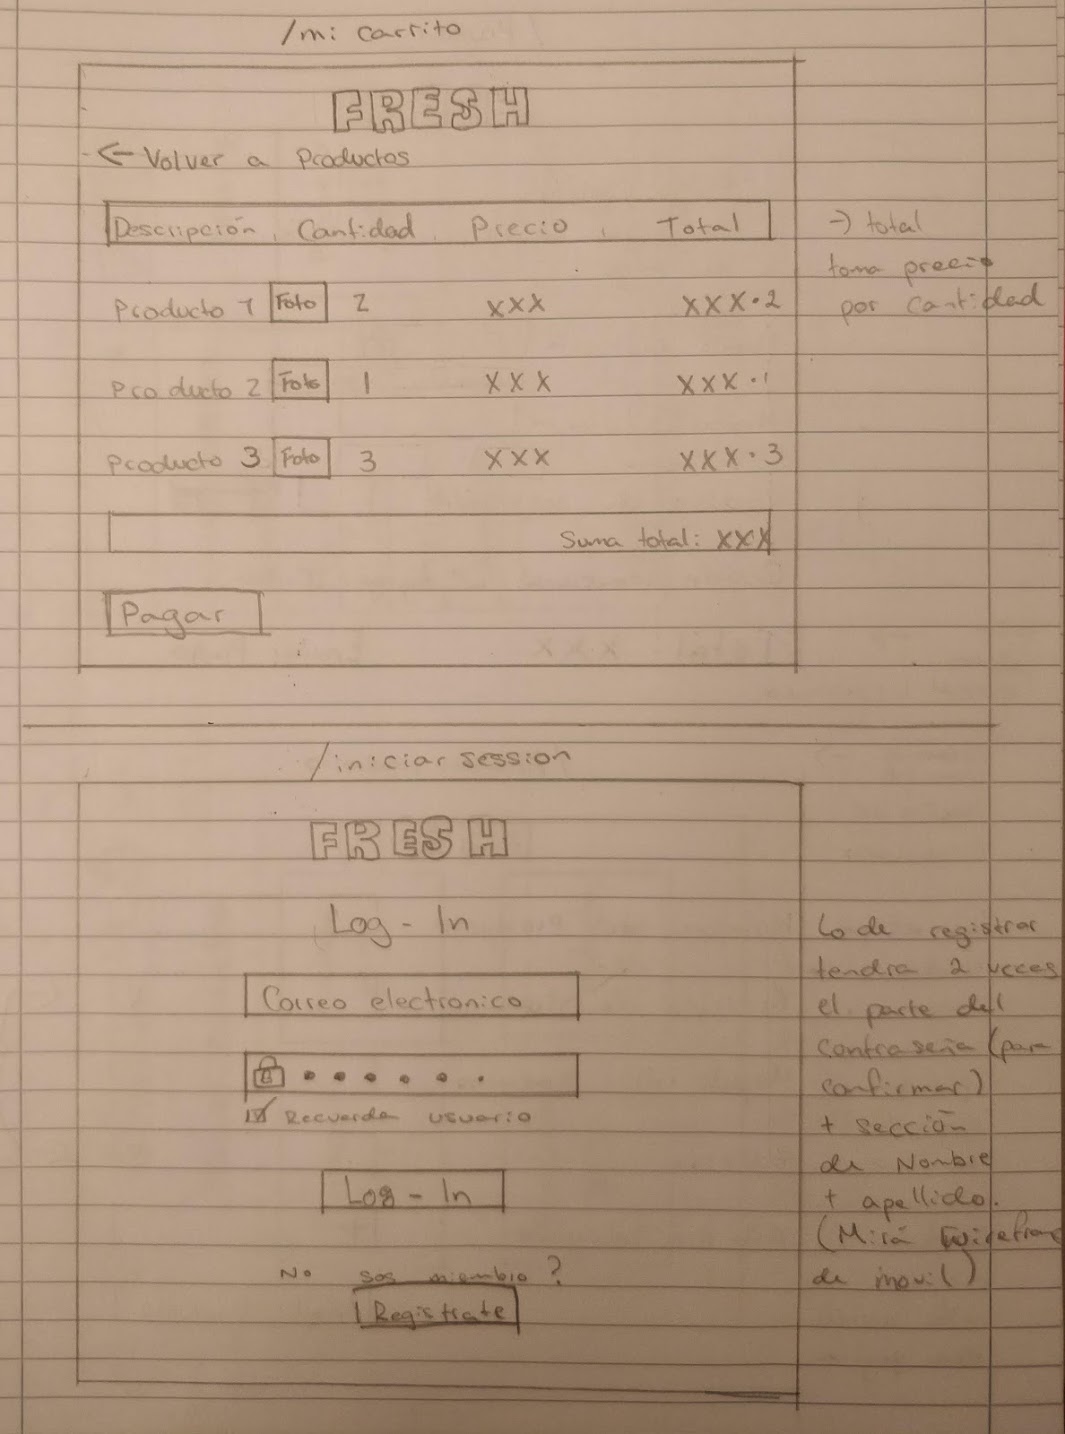 /mi carrito
FRESH
← Volver a Productos
Descripción, Cantidad, Precio, Total
→ total
toma precio
por cantidad
Producto 1 Foto 2 XXX XXX·2
Producto 2 Foto 1 XXX XXX·1
Producto 3 Foto 3 XXX XXX·3
Suma total: XXX
Pagar
/iniciar session
FRESH
Log-In
Correo electronico
Recuerda usuario
Log-In
No sos miembro?
Registrate
Lo de registrar
tendra 2 veces
el parte del
contraseña (para
confirmar)
+ sección
de Nombre
+ apellido.
(Mirá wirefram
de movil)